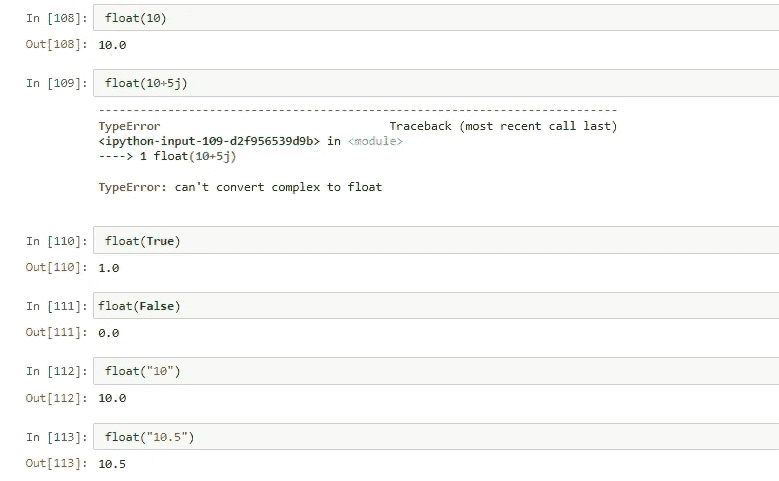 In [108]: float(10)
Out[108]: 10.0
In [109]: float(10+5j)
---------------------------------------------------------------------------
TypeError                                 Traceback (most recent call last)
<ipython-input-109-d2f956539d9b> in <module>
----> 1 float(10+5j)
TypeError: can't convert complex to float
In [110]: float(True)
Out[110]: 1.0
In [111]: float(False)
Out[111]: 0.0
In [112]: float("10")
Out[112]: 10.0
In [113]: float("10.5")
Out[113]: 10.5